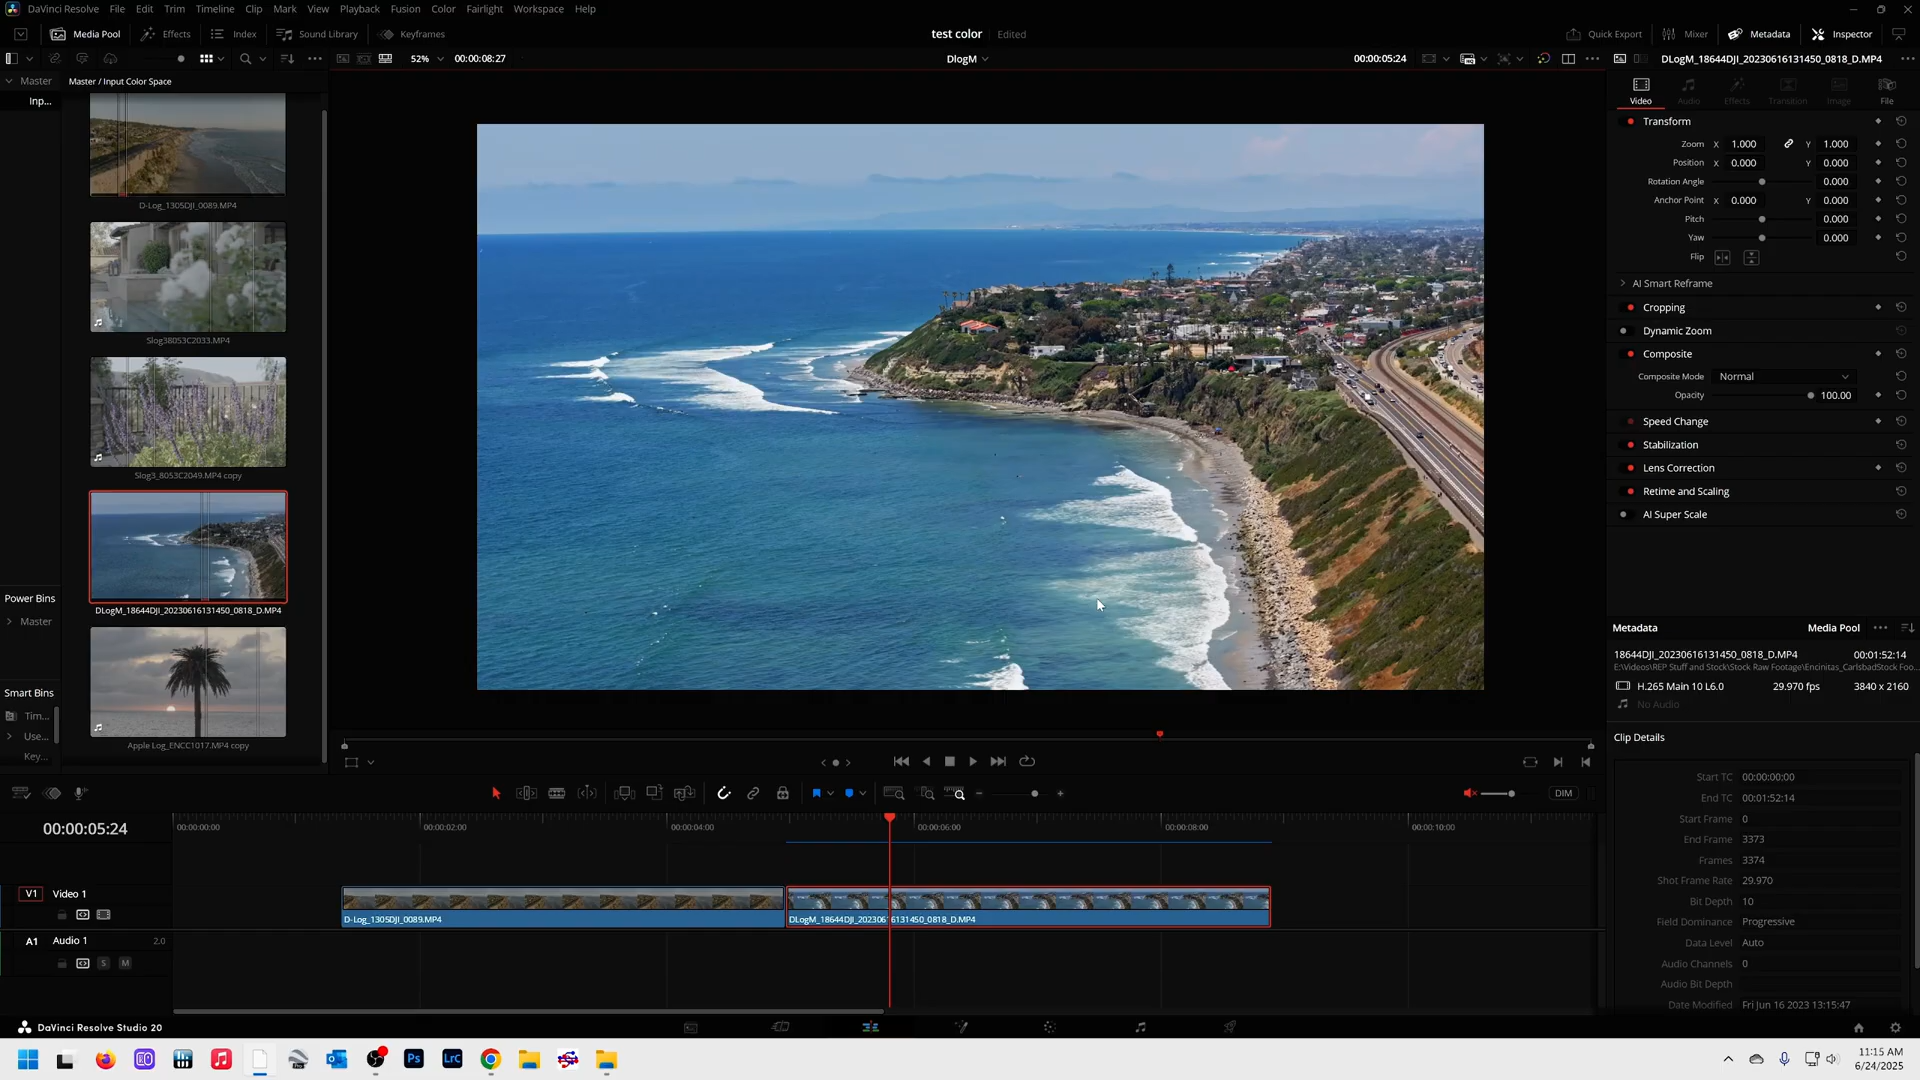 DaVinci Resolve File Edit Trim Timeline Clip Mark View Playback Fusion Color Fairlight Workspace Help
Media Pool Effects Index Sound Library Keyframes test color Edited Quick Export Mixer Metadata Inspector
52% 00:00:08:27 DlogM 00:00:05:24 DLogM_18644DJI_20230616131450_0818_D.MP4
Master Master / Input Color Space
Inp...
D-Log_1305DJI_0089.MP4
Slog38053C2033.MP4
Slog3_8053C2049.MP4 copy
DLogM_18644DJI_20230616131450_0818_D.MP4
Apple Log_ENCC1017.MP4 copy
Power Bins
Master
Smart Bins
Tim...
Use...
Key...
Video Audio Effects Transition Image File
Transform
Zoom X 1.000 Y 1.000
Position X 0.000 Y 0.000
Rotation Angle 0.000
Anchor Point X 0.000 Y 0.000
Pitch 0.000
Yaw 0.000
Flip
AI Smart Reframe
Cropping
Dynamic Zoom
Composite
Composite Mode Normal
Opacity 100.00
Speed Change
Stabilization
Lens Correction
Retime and Scaling
AI Super Scale
Metadata Media Pool
18644DJI_20230616131450_0818_D.MP4 00:01:52:14
E:\Videos\REP Stuff and Stock\Stock Raw Footage\Encinitas_CarlsbadStock Foo...
H.265 Main 10 L6.0 29.970 fps 3840 x 2160
No Audio
Clip Details
Start TC 00:00:00:00
End TC 00:01:52:14
Start Frame 0
End Frame 3373
Frames 3374
Shot Frame Rate 29.970
Bit Depth 10
Field Dominance Progressive
Data Level Auto
Audio Channels 0
Audio Bit Depth
Date Modified Fri Jun 16 2023 13:15:47
DIM
00:00:05:24 00:00:00:00 00:00:02:00 00:00:04:00 00:00:06:00 00:00:08:00 00:00:10:00
V1 Video 1
D-Log_1305DJI_0089.MP4 DLogM_18644DJI_20230616131450_0818_D.MP4
A1 Audio 1 2.0
S M
DaVinci Resolve Studio 20
Ps LrC
11:15 AM
6/24/2025